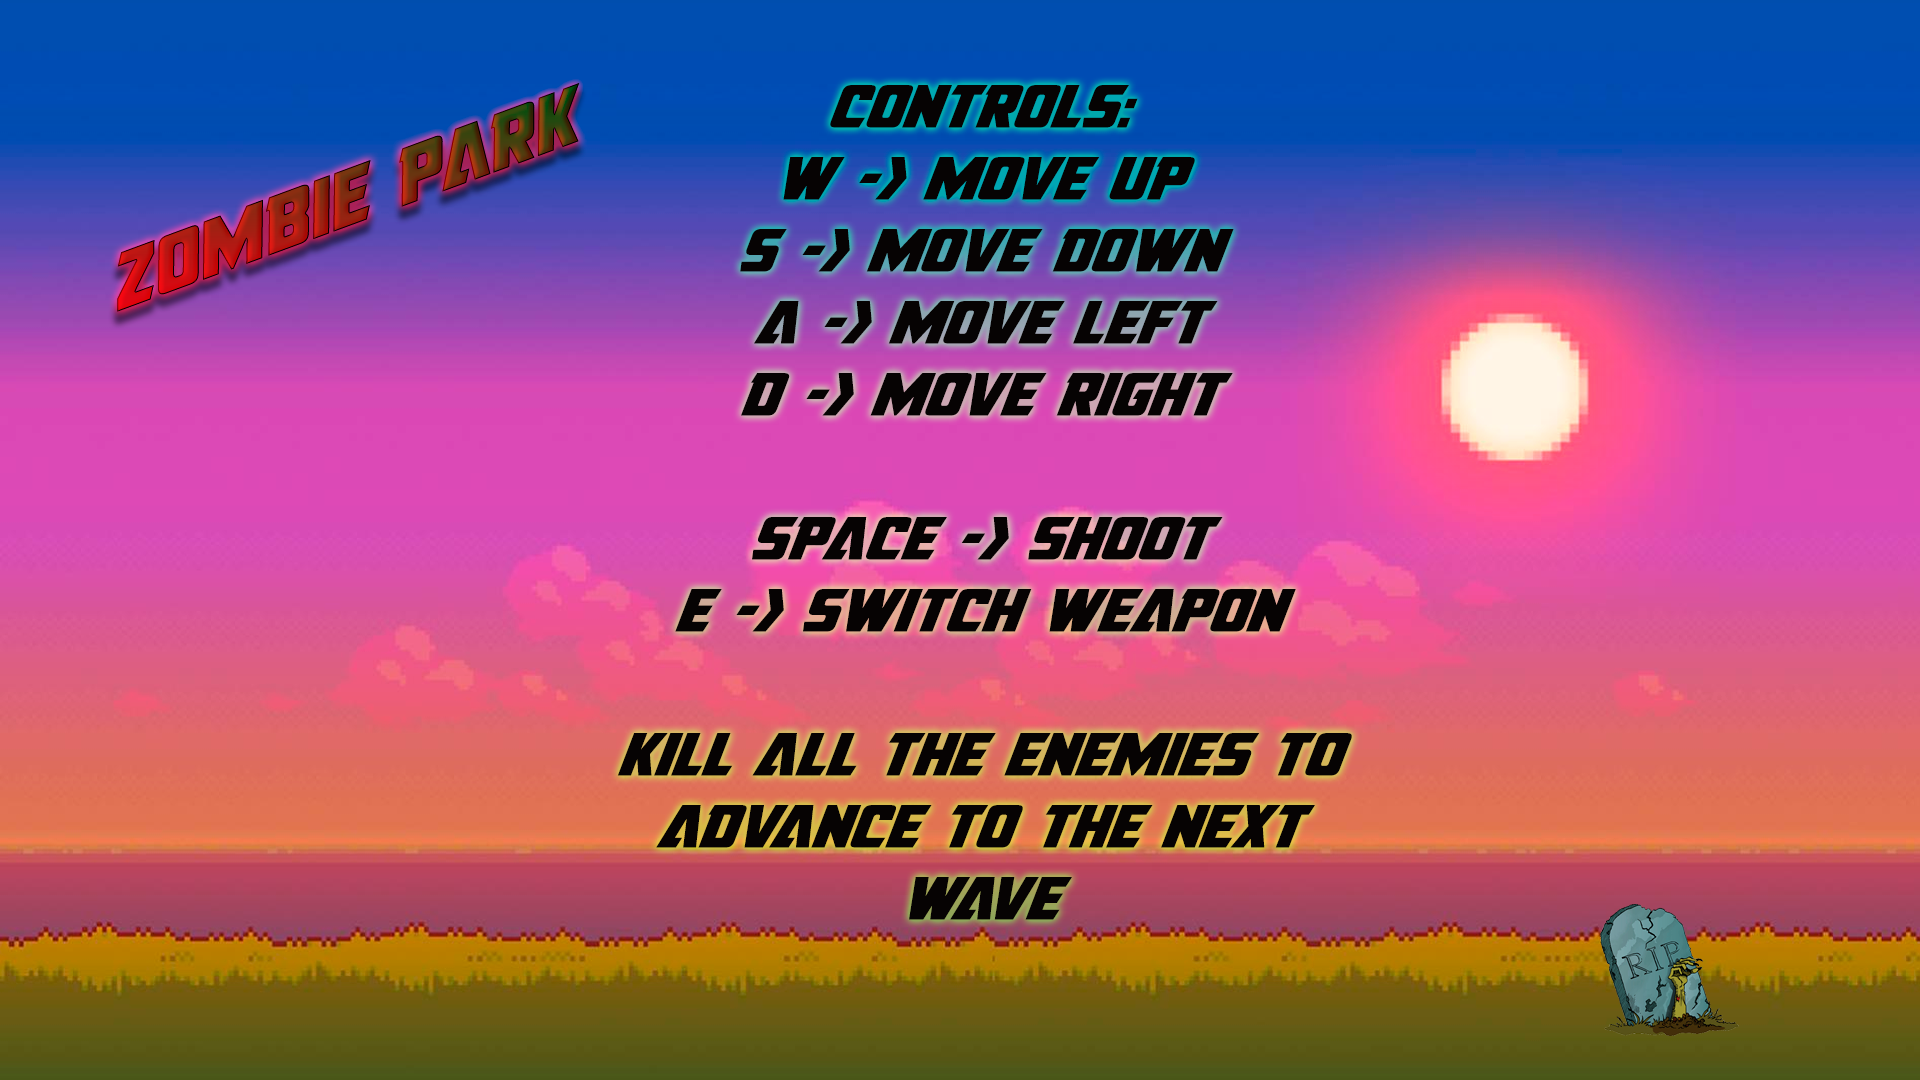 ZOMBIE PARK
CONTROLS:
W -> MOVE UP
S -> MOVE DOWN
A -> MOVE LEFT
D -> MOVE RIGHT
SPACE -> SHOOT
E -> SWITCH WEAPON
KILL ALL THE ENEMIES TO
ADVANCE TO THE NEXT
WAVE
RIP